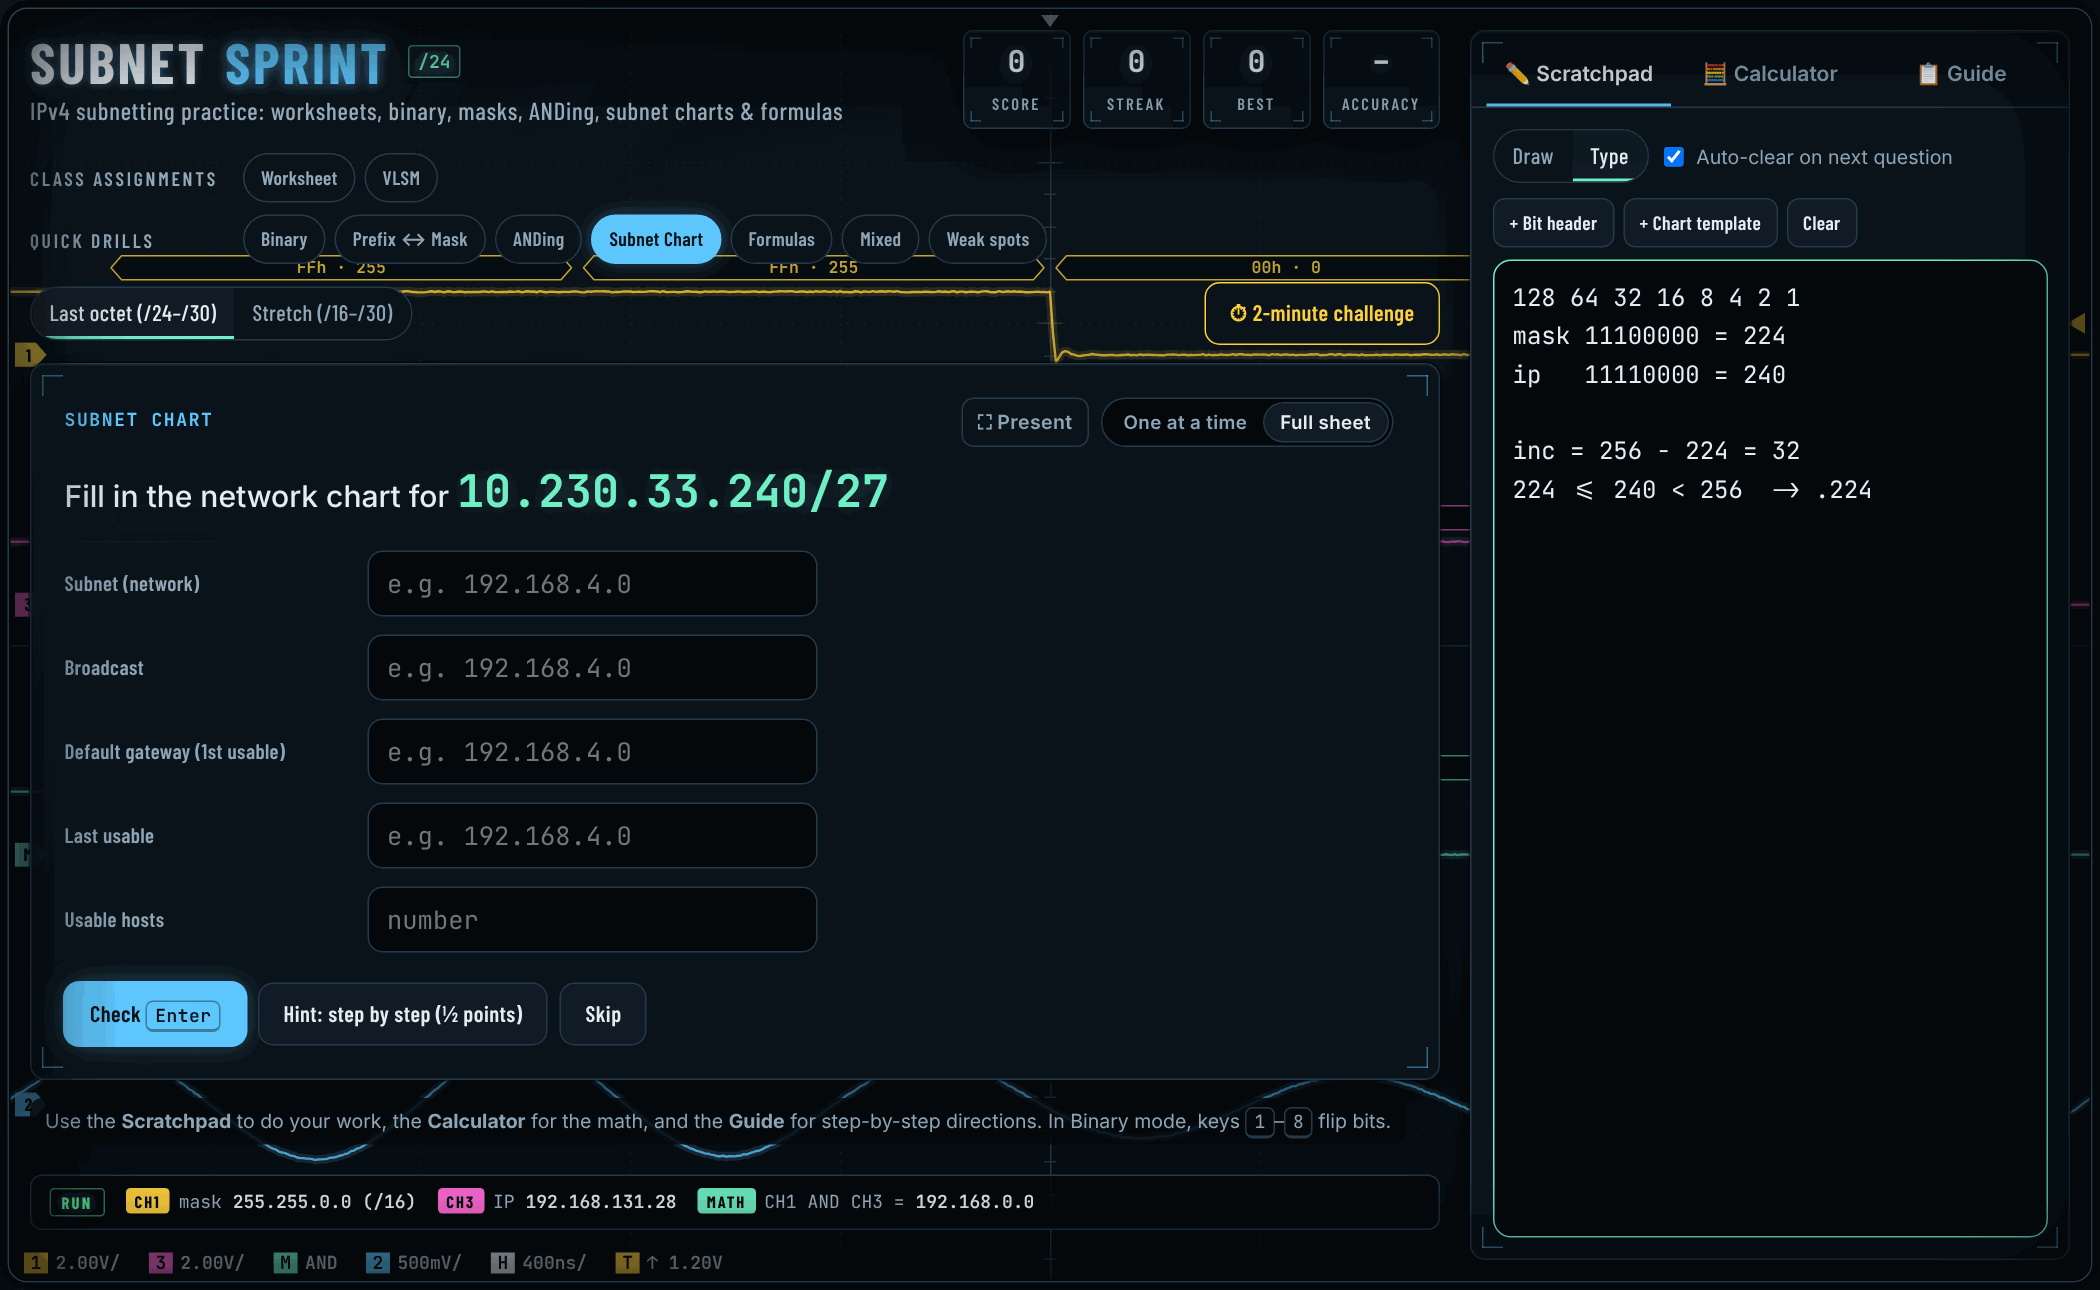 SUBNET SPRINT /24
IPv4 subnetting practice: worksheets, binary, masks, ANDing, subnet charts & formulas
0 SCORE
0 STREAK
0 BEST
– ACCURACY
CLASS ASSIGNMENTS Worksheet VLSM
QUICK DRILLS Binary Prefix ↔ Mask ANDing Subnet Chart Formulas Mixed Weak spots
FFh · 255 FFh · 255 00h · 0
Last octet (/24–/30) Stretch (/16–/30)
⏱ 2-minute challenge
1
SUBNET CHART
Present One at a time Full sheet
Fill in the network chart for 10.230.33.240/27
Subnet (network) e.g. 192.168.4.0
3
Broadcast e.g. 192.168.4.0
Default gateway (1st usable) e.g. 192.168.4.0
Last usable e.g. 192.168.4.0
Usable hosts number
Check Enter Hint: step by step (½ points) Skip
2
Use the Scratchpad to do your work, the Calculator for the math, and the Guide for step-by-step directions. In Binary mode, keys 1–8 flip bits.
RUN CH1 mask 255.255.0.0 (/16) CH3 IP 192.168.131.28 MATH CH1 AND CH3 = 192.168.0.0
1 2.00V/ 3 2.00V/ M AND 2 500mV/ H 400ns/ T ↑ 1.20V
✏️ Scratchpad 🧮 Calculator 📋 Guide
Draw Type Auto-clear on next question
+ Bit header + Chart template Clear
128 64 32 16 8 4 2 1
mask 11100000 = 224
ip 11110000 = 240
inc = 256 - 224 = 32
224 ≤ 240 < 256 → .224